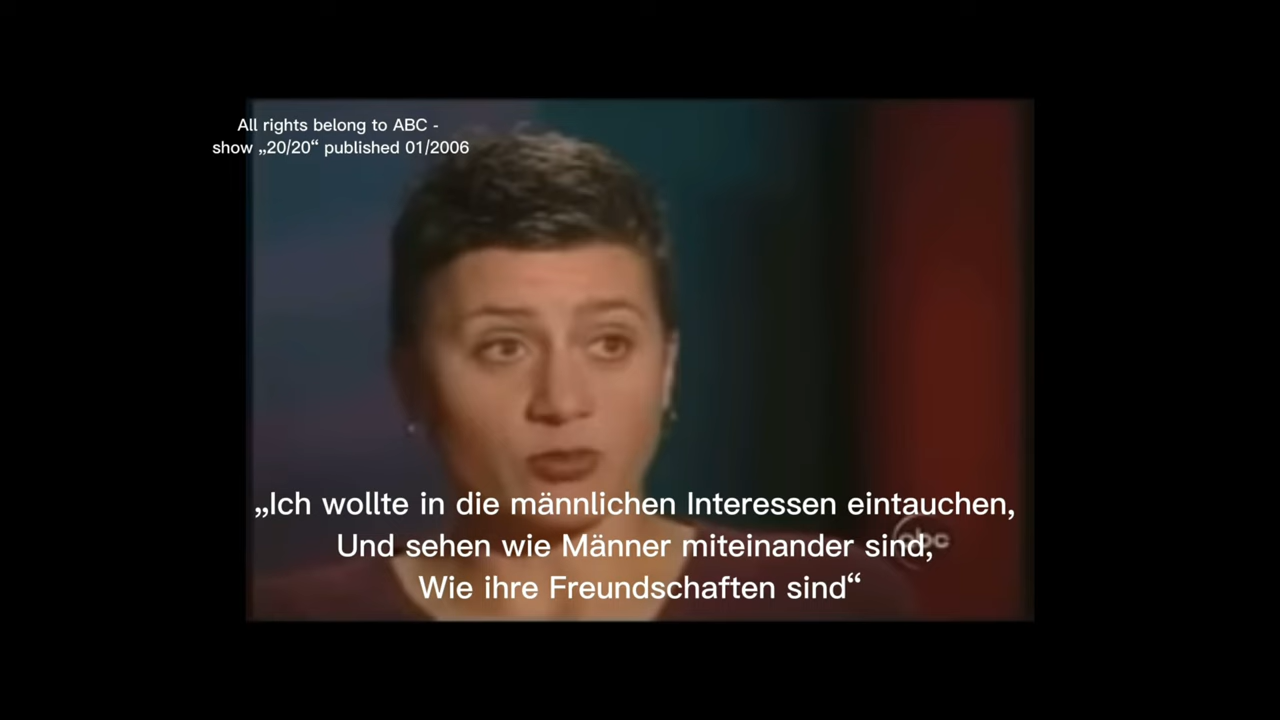 All rights belong to ABC -
show „20/20“ published 01/2006
„Ich wollte in die männlichen Interessen eintauchen,
Und sehen wie Männer miteinander sind,
Wie ihre Freundschaften sind“
abc